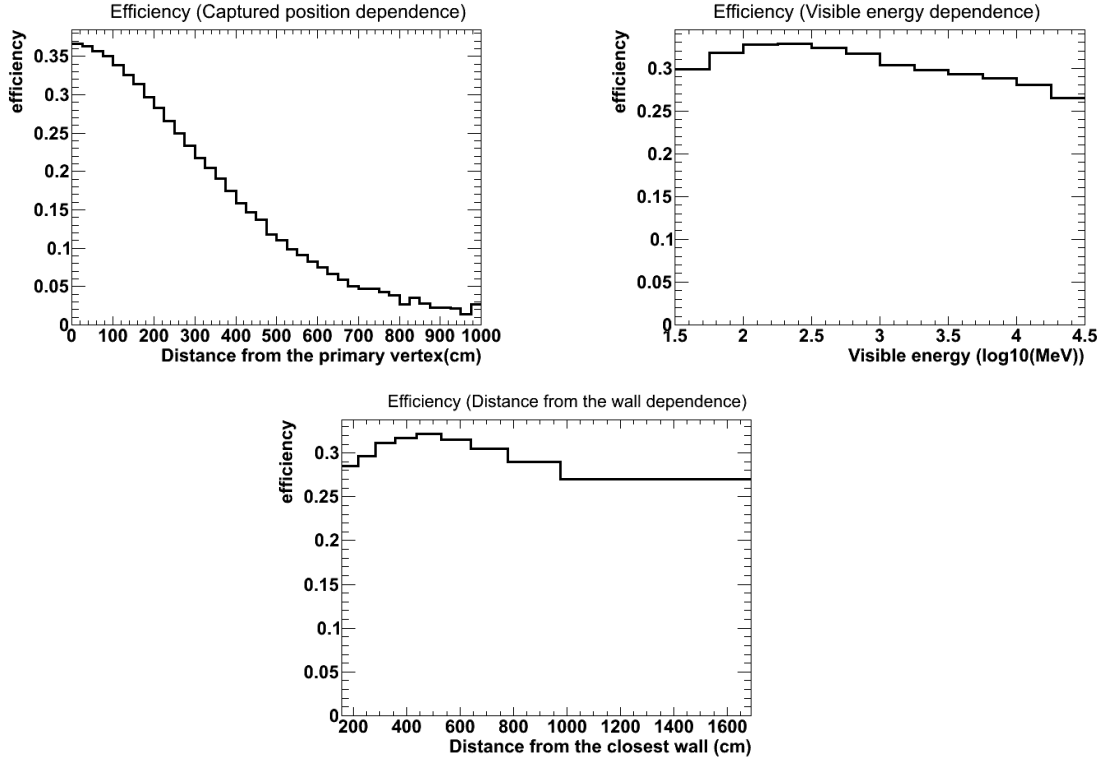 Efficiency (Captured position dependence)
efficiency
0.35
0.3
0.25
0.2
0.15
0.1
0.05
0
0 100 200 300 400 500 600 700 800 900 1000
Distance from the primary vertex(cm)
Efficiency (Visible energy dependence)
efficiency
0.3
0.25
0.2
0.15
0.1
0.05
0
1.5 2 2.5 3 3.5 4 4.5
Visible energy (log10(MeV))
Efficiency (Distance from the wall dependence)
efficiency
0.3
0.25
0.2
0.15
0.1
0.05
0
200 400 600 800 1000 1200 1400 1600
Distance from the closest wall (cm)